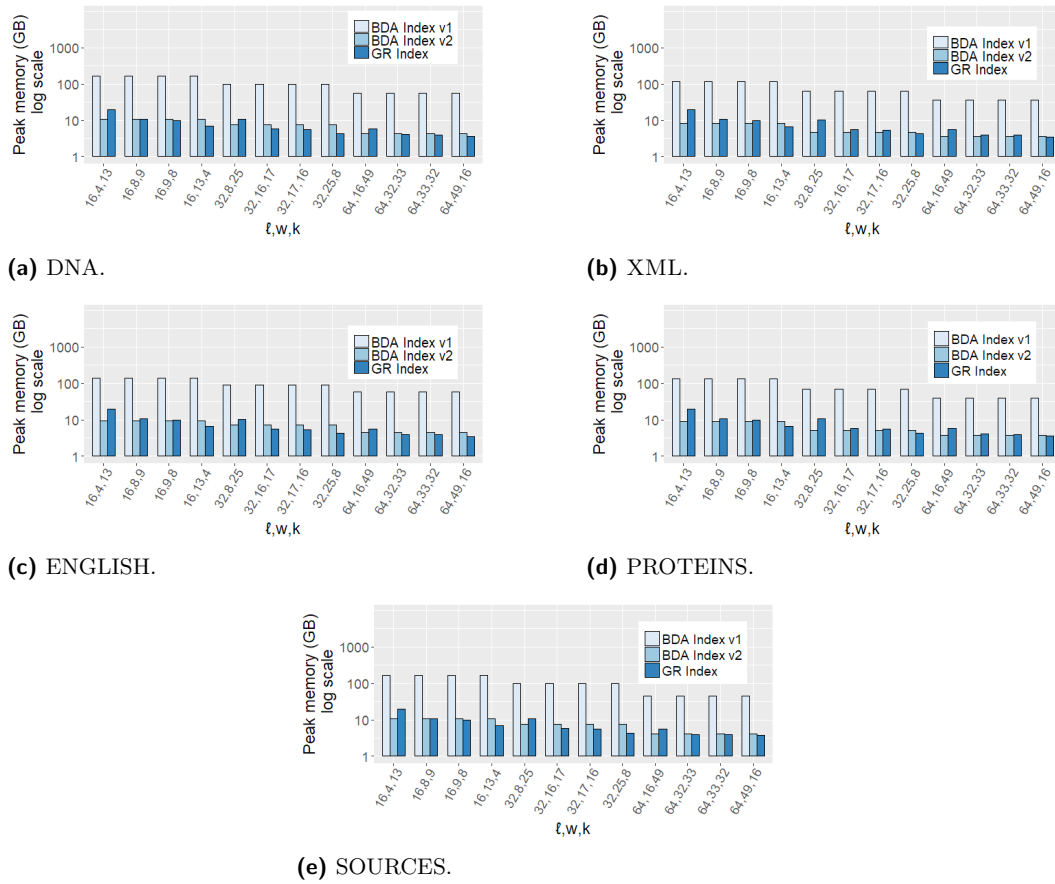 Peak memory (GB)
log scale
1000
100
10
1
BDA Index v1
BDA Index v2
GR Index
16,4,13
16,8,9
16,9,8
16,13,4
32,8,25
32,16,17
32,17,16
32,25,8
64,16,49
64,32,33
64,33,32
64,49,16
ℓ,w,k
(a) DNA.
Peak memory (GB)
log scale
1000
100
10
1
BDA Index v1
BDA Index v2
GR Index
16,4,13
16,8,9
16,9,8
16,13,4
32,8,25
32,16,17
32,17,16
32,25,8
64,16,49
64,32,33
64,33,32
64,49,16
ℓ,w,k
(b) XML.
Peak memory (GB)
log scale
1000
100
10
1
BDA Index v1
BDA Index v2
GR Index
16,4,13
16,8,9
16,9,8
16,13,4
32,8,25
32,16,17
32,17,16
32,25,8
64,16,49
64,32,33
64,33,32
64,49,16
ℓ,w,k
(c) ENGLISH.
Peak memory (GB)
log scale
1000
100
10
1
BDA Index v1
BDA Index v2
GR Index
16,4,13
16,8,9
16,9,8
16,13,4
32,8,25
32,16,17
32,17,16
32,25,8
64,16,49
64,32,33
64,33,32
64,49,16
ℓ,w,k
(d) PROTEINS.
Peak memory (GB)
log scale
1000
100
10
1
BDA Index v1
BDA Index v2
GR Index
16,4,13
16,8,9
16,9,8
16,13,4
32,8,25
32,16,17
32,17,16
32,25,8
64,16,49
64,32,33
64,33,32
64,49,16
ℓ,w,k
(e) SOURCES.